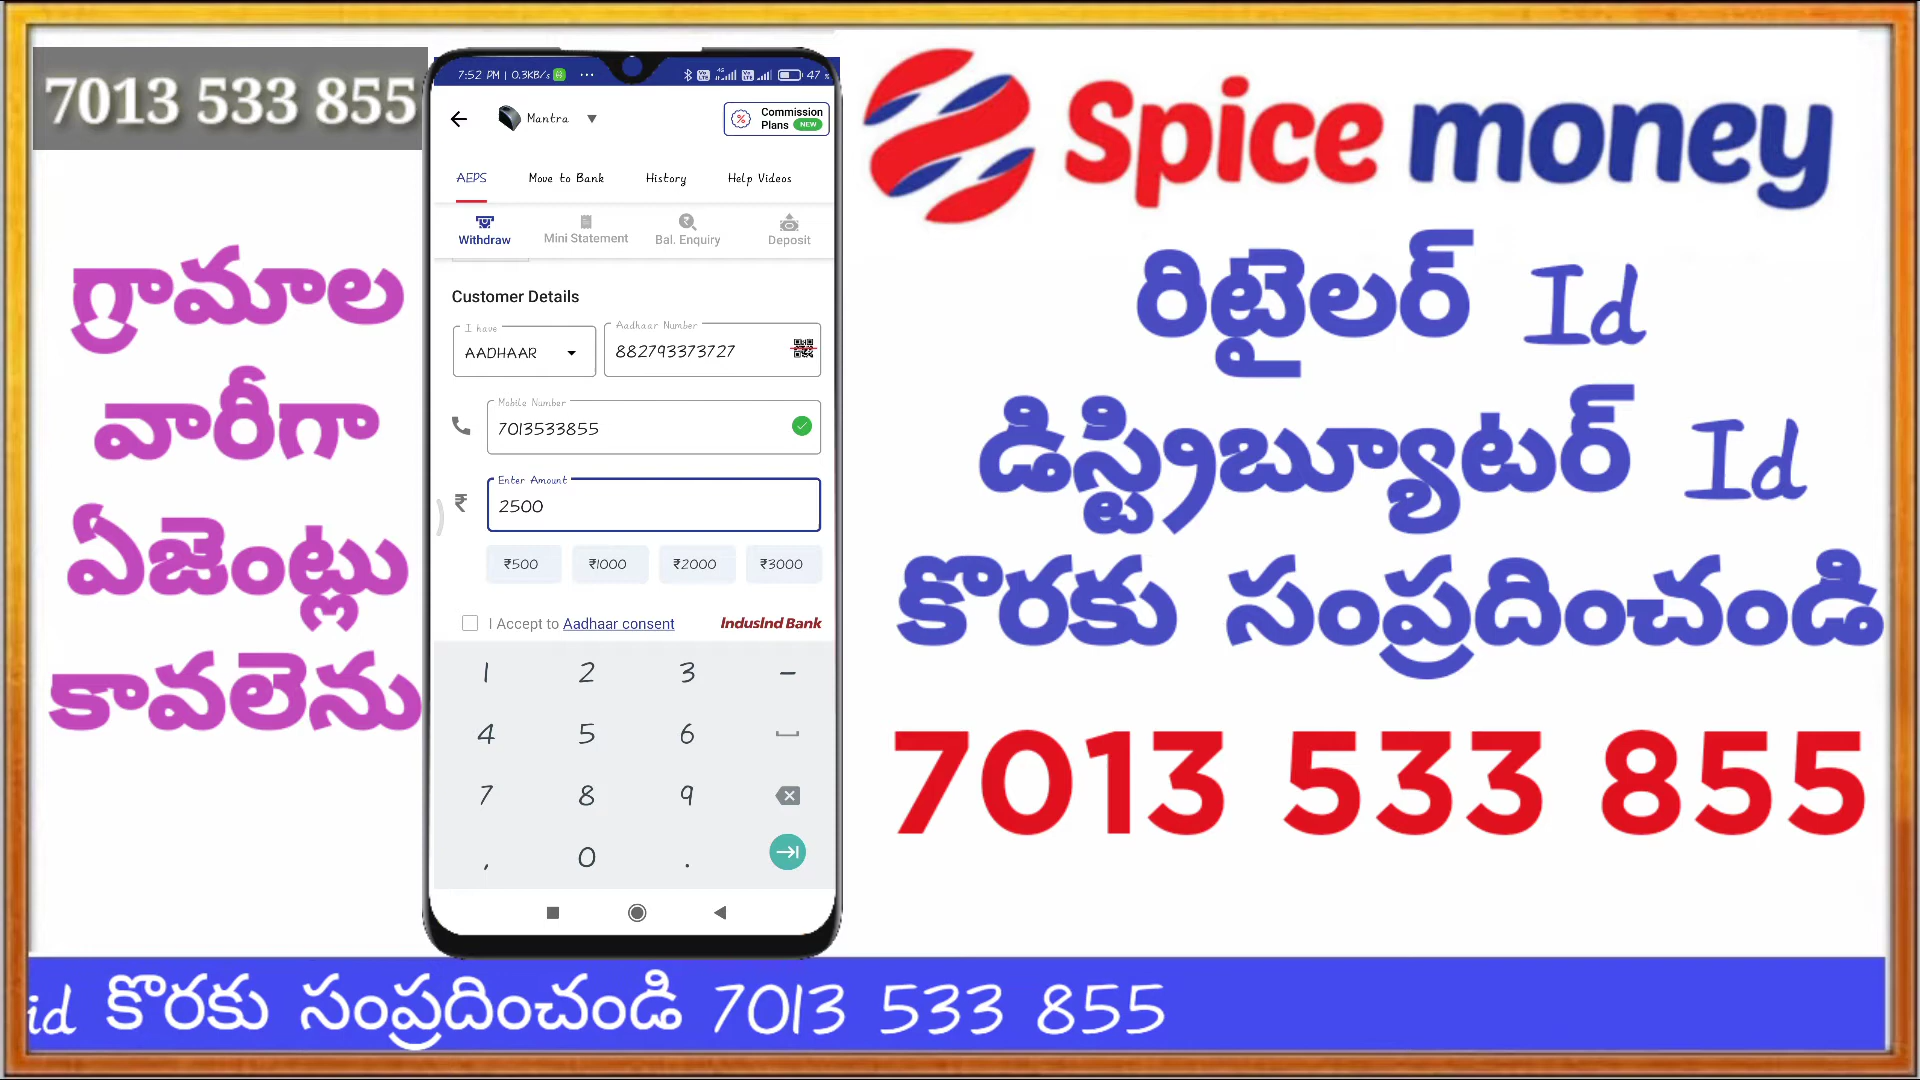 7013 533 855
గ్రామాల
వారీగా
ఏజెంట్లు
కావలెను
7:52 PM | 0.3KB/s ... 47
Mantra
Commission
Plans NEW
AEPS Move to Bank History Help Videos
Withdraw Mini Statement Bal. Enquiry Deposit
Customer Details
I have
AADHAAR
Aadhaar Number
882793373727
Mobile Number
7013533855
Enter Amount
₹ 2500
₹500 ₹1000 ₹2000 ₹3000
I Accept to Aadhaar consent IndusInd Bank
1 2 3 -
4 5 6
7 8 9
, 0 .
Spice money
రిటైలర్ Id
డిస్ట్రిబ్యూటర్ Id
కొరకు సంప్రదించండి
7013 533 855
id కొరకు సంప్రదించండి 7013 533 855